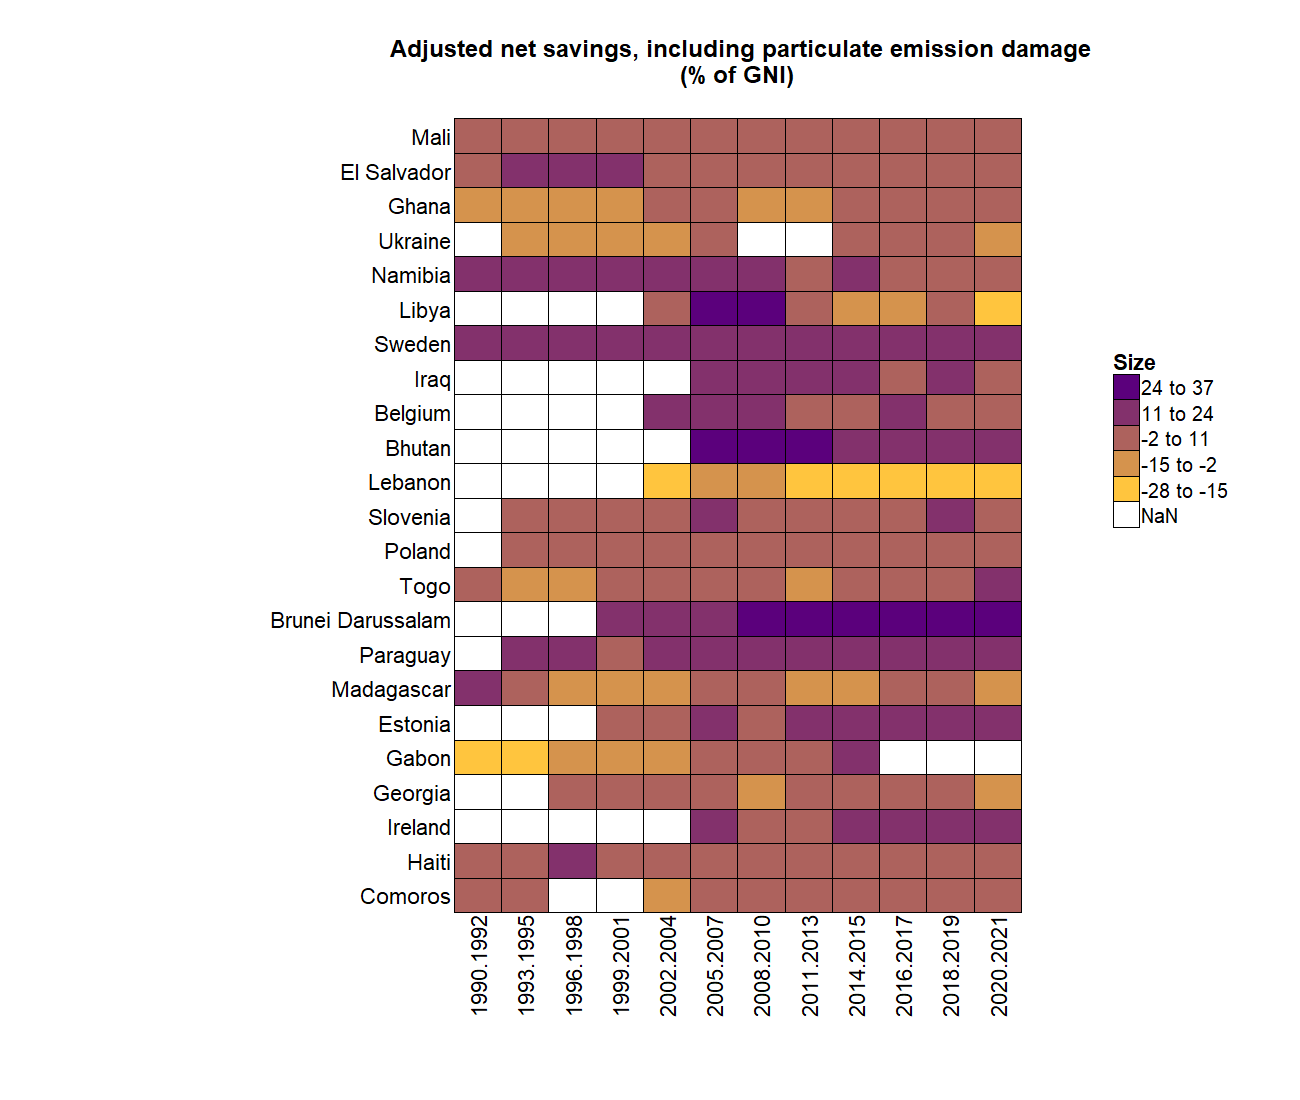 Adjusted net savings, including particulate emission damage
(% of GNI)
Mali
El Salvador
Ghana
Ukraine
Namibia
Libya
Sweden
Iraq
Belgium
Bhutan
Lebanon
Slovenia
Poland
Togo
Brunei Darussalam
Paraguay
Madagascar
Estonia
Gabon
Georgia
Ireland
Haiti
Comoros
1990.1992
1993.1995
1996.1998
1999.2001
2002.2004
2005.2007
2008.2010
2011.2013
2014.2015
2016.2017
2018.2019
2020.2021
Size
24 to 37
11 to 24
-2 to 11
-15 to -2
-28 to -15
NaN